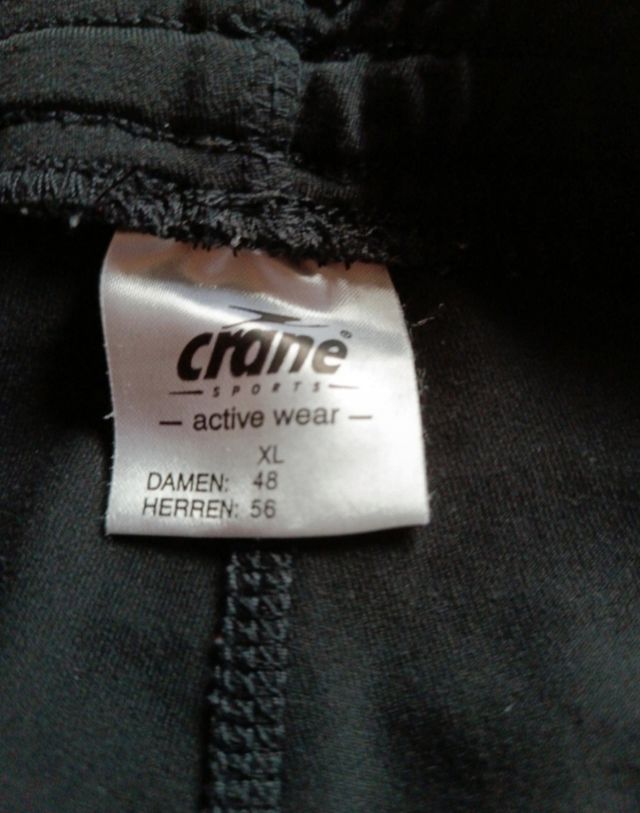 crane®
SPORTS
— active wear —
XL
DAMEN: 48
HERREN: 56